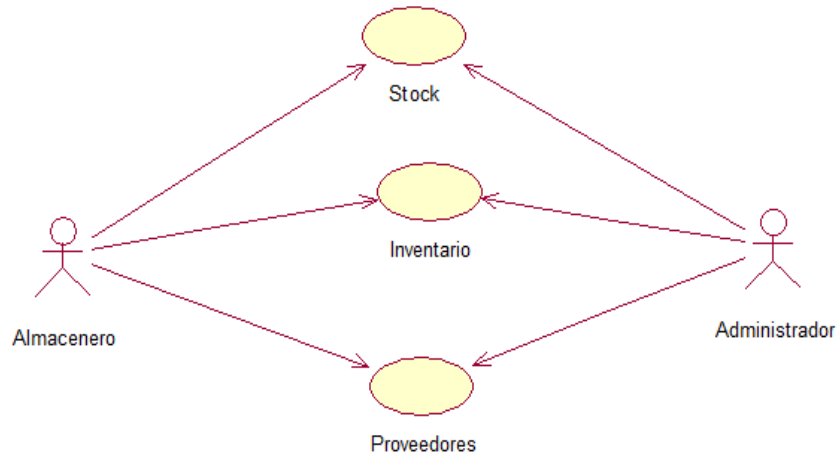 Stock
Inventario
Almacenero
Administrador
Proveedores